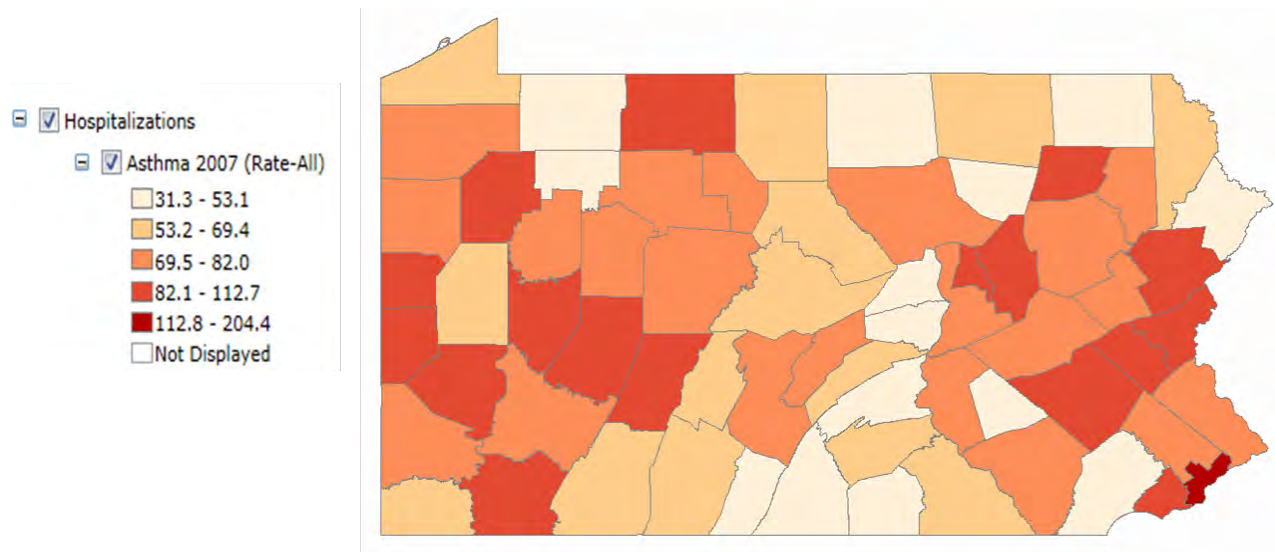 Hospitalizations
Asthma 2007 (Rate-All)
31.3 - 53.1
53.2 - 69.4
69.5 - 82.0
82.1 - 112.7
112.8 - 204.4
Not Displayed